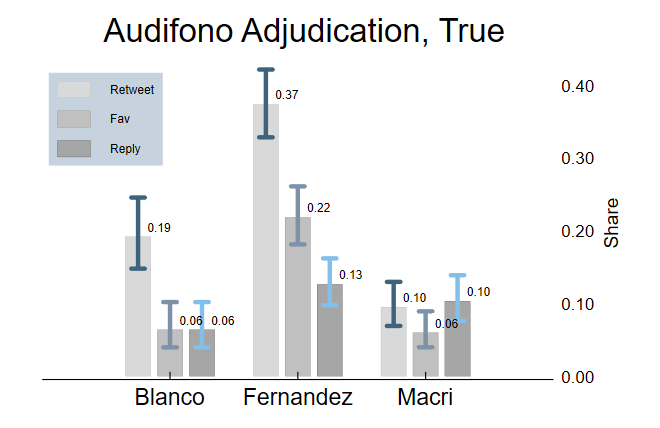 Audifono Adjudication, True
Retweet
Fav
Reply
0.19
0.06
0.06
0.37
0.22
0.13
0.10
0.06
0.10
0.40
0.30
0.20
0.10
0.00
Share
Blanco
Fernandez
Macri